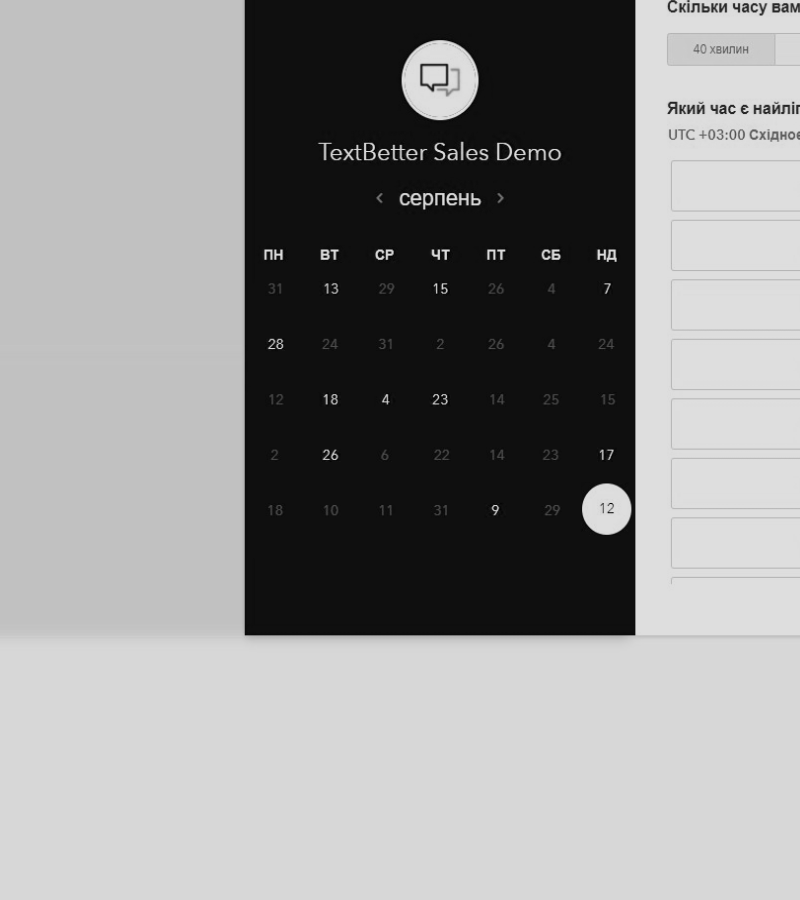 Скільки часу вам
40 хвилин
Який час є
UTC +03:00 Східноє
TextBetter Sales Demo
< серпень >
ПН ВТ СР ЧТ ПТ СБ НД
31 13 29 15 26 4 7
28 24 31 2 26 4 24
12 18 4 23 14 25 15
2 26 6 22 14 23 17
18 10 11 31 9 29 12